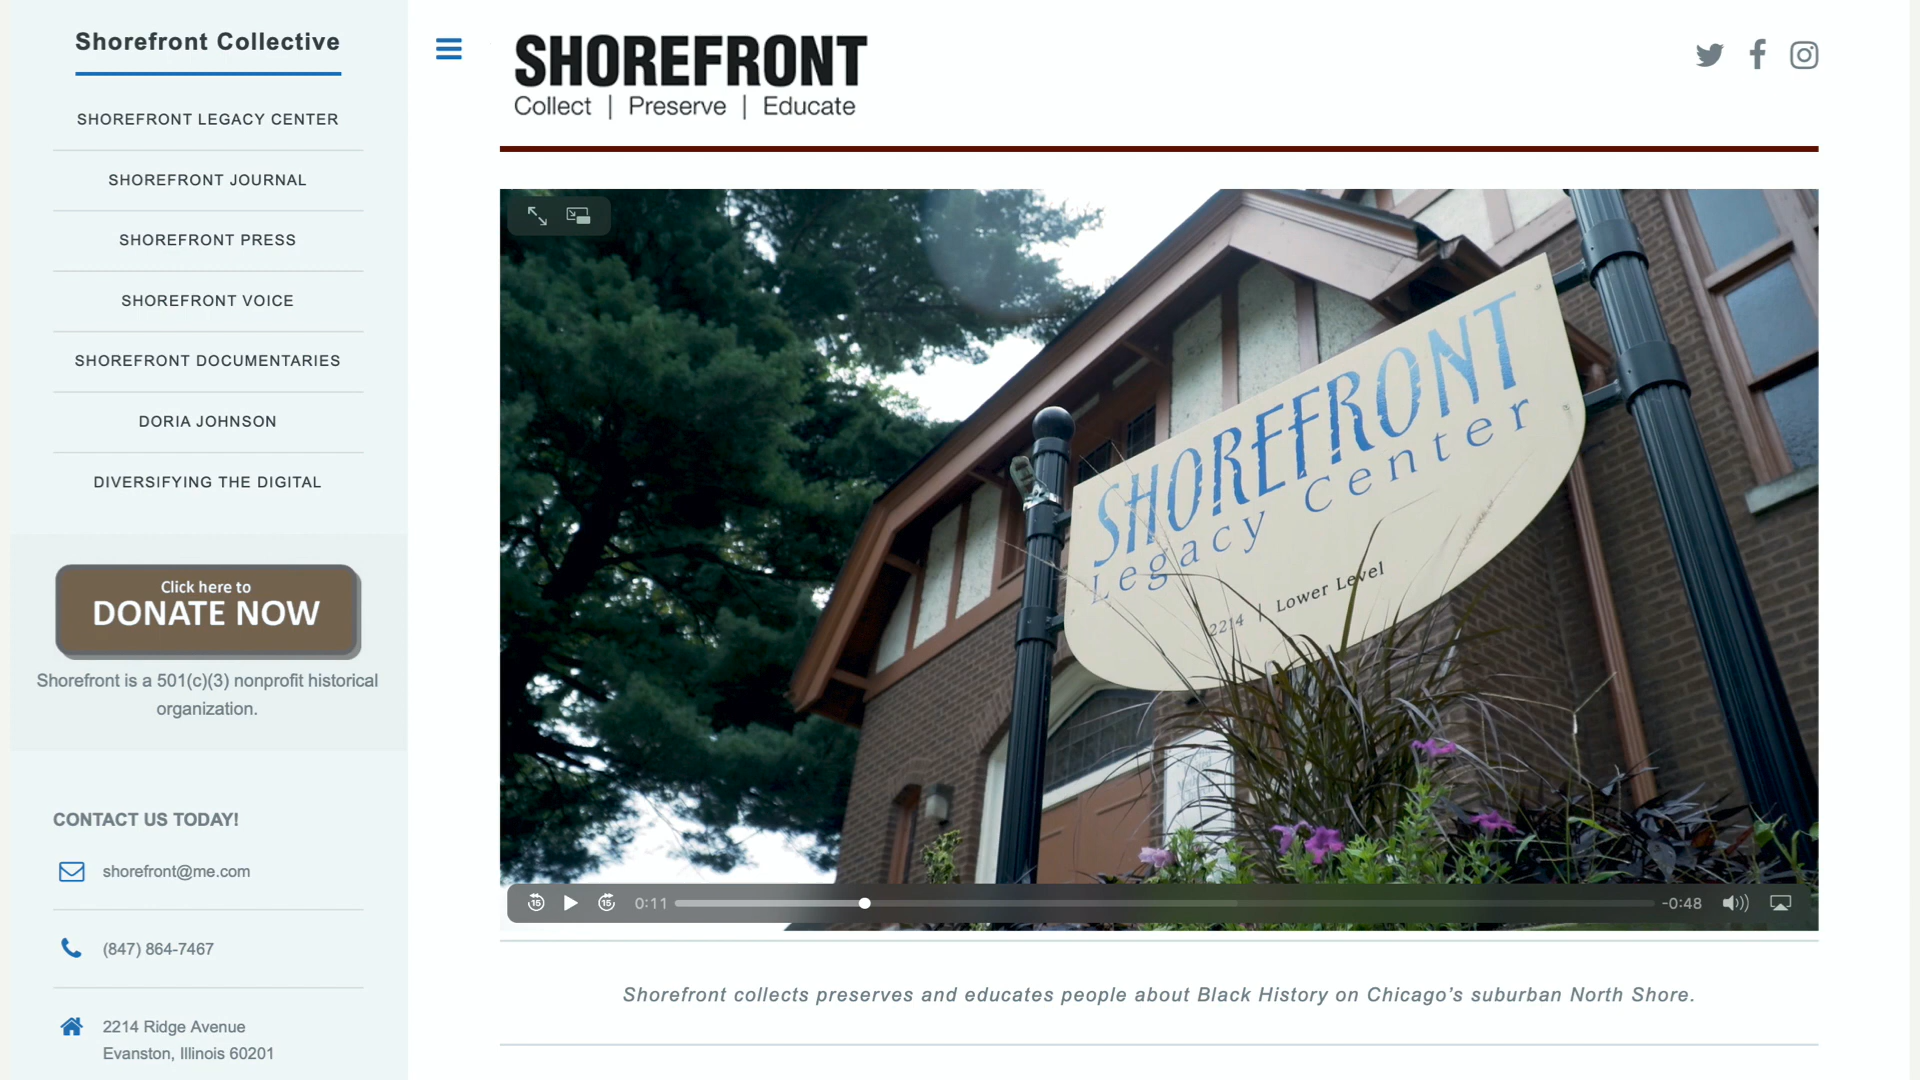 Shorefront Collective
SHOREFRONT LEGACY CENTER
SHOREFRONT JOURNAL
SHOREFRONT PRESS
SHOREFRONT VOICE
SHOREFRONT DOCUMENTARIES
DORIA JOHNSON
DIVERSIFYING THE DIGITAL
Click here to
DONATE NOW
Shorefront is a 501(c)(3) nonprofit historical
organization.
CONTACT US TODAY!
shorefront@me.com
(847) 864-7467
2214 Ridge Avenue
Evanston, Illinois 60201
SHOREFRONT
Collect | Preserve | Educate
SHOREFRONT
Legacy Center
2214 | Lower Level
15
15
0:11
-0:48
Shorefront collects preserves and educates people about Black History on Chicago’s suburban North Shore.